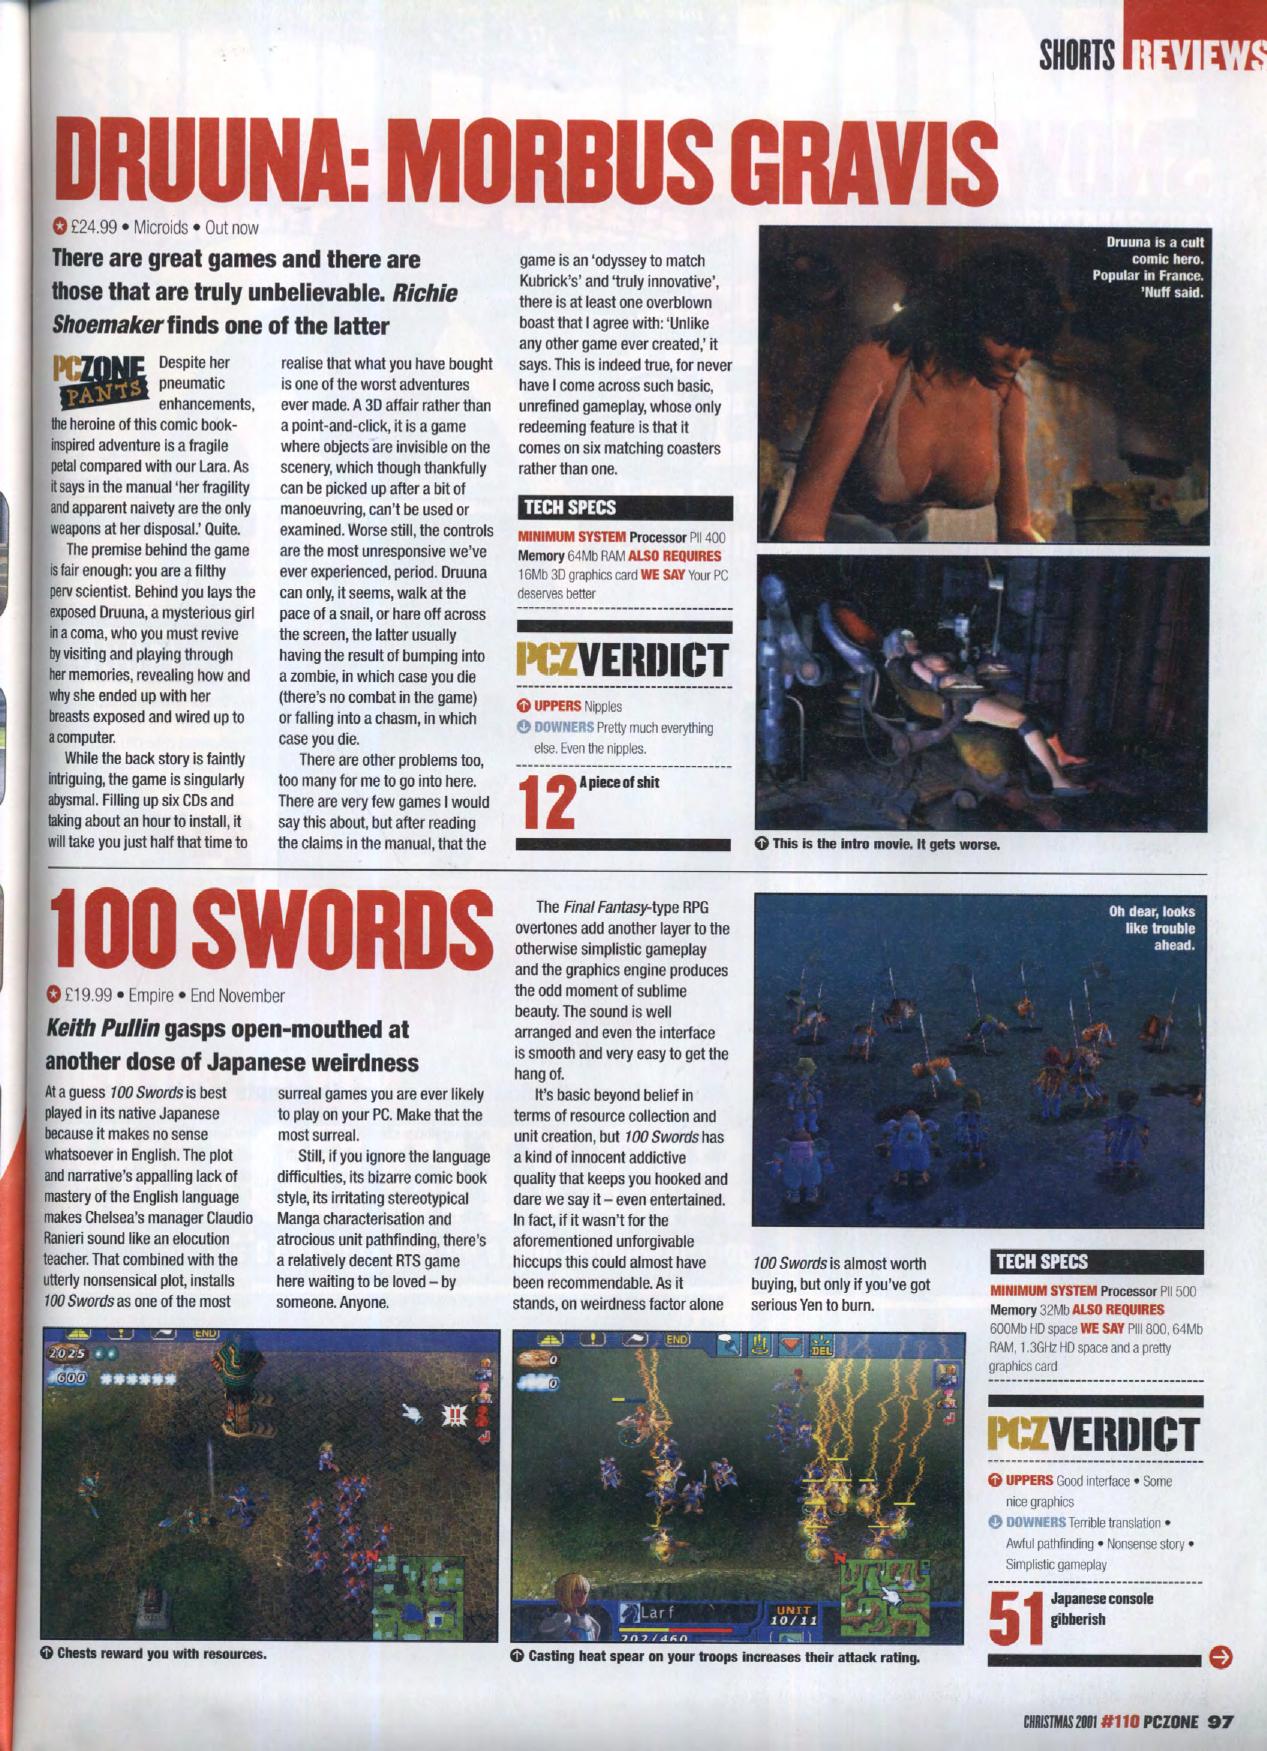 SHORTS REVIEWS
DRUUNA: MORBUS GRAVIS
£24.99 • Microids • Out now
There are great games and there are
those that are truly unbelievable. Richie
Shoemaker finds one of the latter
PCZONE
PANTS
Despite her
pneumatic
enhancements,
the heroine of this comic book-
inspired adventure is a fragile
petal compared with our Lara. As
it says in the manual 'her fragility
and apparent naivety are the only
weapons at her disposal.' Quite.
The premise behind the game
is fair enough: you are a filthy
perv scientist. Behind you lays the
exposed Druuna, a mysterious girl
in a coma, who you must revive
by visiting and playing through
her memories, revealing how and
why she ended up with her
breasts exposed and wired up to
a computer.
While the back story is faintly
intriguing, the game is singularly
abysmal. Filling up six CDs and
taking about an hour to install, it
will take you just half that time to
realise that what you have bought
is one of the worst adventures
ever made. A 3D affair rather than
a point-and-click, it is a game
where objects are invisible on the
scenery, which though thankfully
can be picked up after a bit of
manoeuvring, can't be used or
examined. Worse still, the controls
are the most unresponsive we've
ever experienced, period. Druuna
can only, it seems, walk at the
pace of a snail, or hare off across
the screen, the latter usually
having the result of bumping into
a zombie, in which case you die
(there's no combat in the game)
or falling into a chasm, in which
case you die.
There are other problems too,
too many for me to go into here.
There are very few games I would
say this about, but after reading
the claims in the manual, that the
game is an 'odyssey to match
Kubrick's' and 'truly innovative',
there is at least one overblown
boast that I agree with: 'Unlike
any other game ever created,' it
says. This is indeed true, for never
have I come across such basic,
unrefined gameplay, whose only
redeeming feature is that it
comes on six matching coasters
rather than one.
TECH SPECS
MINIMUM SYSTEM Processor PII 400
Memory 64Mb RAM ALSO REQUIRES
16Mb 3D graphics card WE SAY Your PC
deserves better
PCZVERDICT
UPPERS Nipples
DOWNERS Pretty much everything
else. Even the nipples.
12 A piece of shit
Druuna is a cult
comic hero.
Popular in France.
'Nuff said.
This is the intro movie. It gets worse.
100 SWORDS
£19.99 • Empire • End November
Keith Pullin gasps open-mouthed at
another dose of Japanese weirdness
At a guess 100 Swords is best
played in its native Japanese
because it makes no sense
whatsoever in English. The plot
and narrative's appalling lack of
mastery of the English language
makes Chelsea's manager Claudio
Ranieri sound like an elocution
teacher. That combined with the
utterly nonsensical plot, installs
100 Swords as one of the most
surreal games you are ever likely
to play on your PC. Make that the
most surreal.
Still, if you ignore the language
difficulties, its bizarre comic book
style, its irritating stereotypical
Manga characterisation and
atrocious unit pathfinding, there's
a relatively decent RTS game
here waiting to be loved – by
someone. Anyone.
The Final Fantasy-type RPG
overtones add another layer to the
otherwise simplistic gameplay
and the graphics engine produces
the odd moment of sublime
beauty. The sound is well
arranged and even the interface
is smooth and very easy to get the
hang of.
It's basic beyond belief in
terms of resource collection and
unit creation, but 100 Swords has
a kind of innocent addictive
quality that keeps you hooked and
dare we say it – even entertained.
In fact, if it wasn't for the
aforementioned unforgivable
hiccups this could almost have
been recommendable. As it
stands, on weirdness factor alone
100 Swords is almost worth
buying, but only if you've got
serious Yen to burn.
Oh dear, looks
like trouble
ahead.
TECH SPECS
MINIMUM SYSTEM Processor PII 500
Memory 32Mb ALSO REQUIRES
600Mb HD space WE SAY PIII 800, 64Mb
RAM, 1.3GHz HD space and a pretty
graphics card
PCZVERDICT
UPPERS Good interface • Some
nice graphics
DOWNERS Terrible translation •
Awful pathfinding • Nonsense story •
Simplistic gameplay
51 Japanese console
gibberish
END
2025
600
!!
N
Chests reward you with resources.
END
DEL
0
0
N
Larf
202/460
UNIT
10/11
Casting heat spear on your troops increases their attack rating.
CHRISTMAS 2001 #110 PCZONE 97